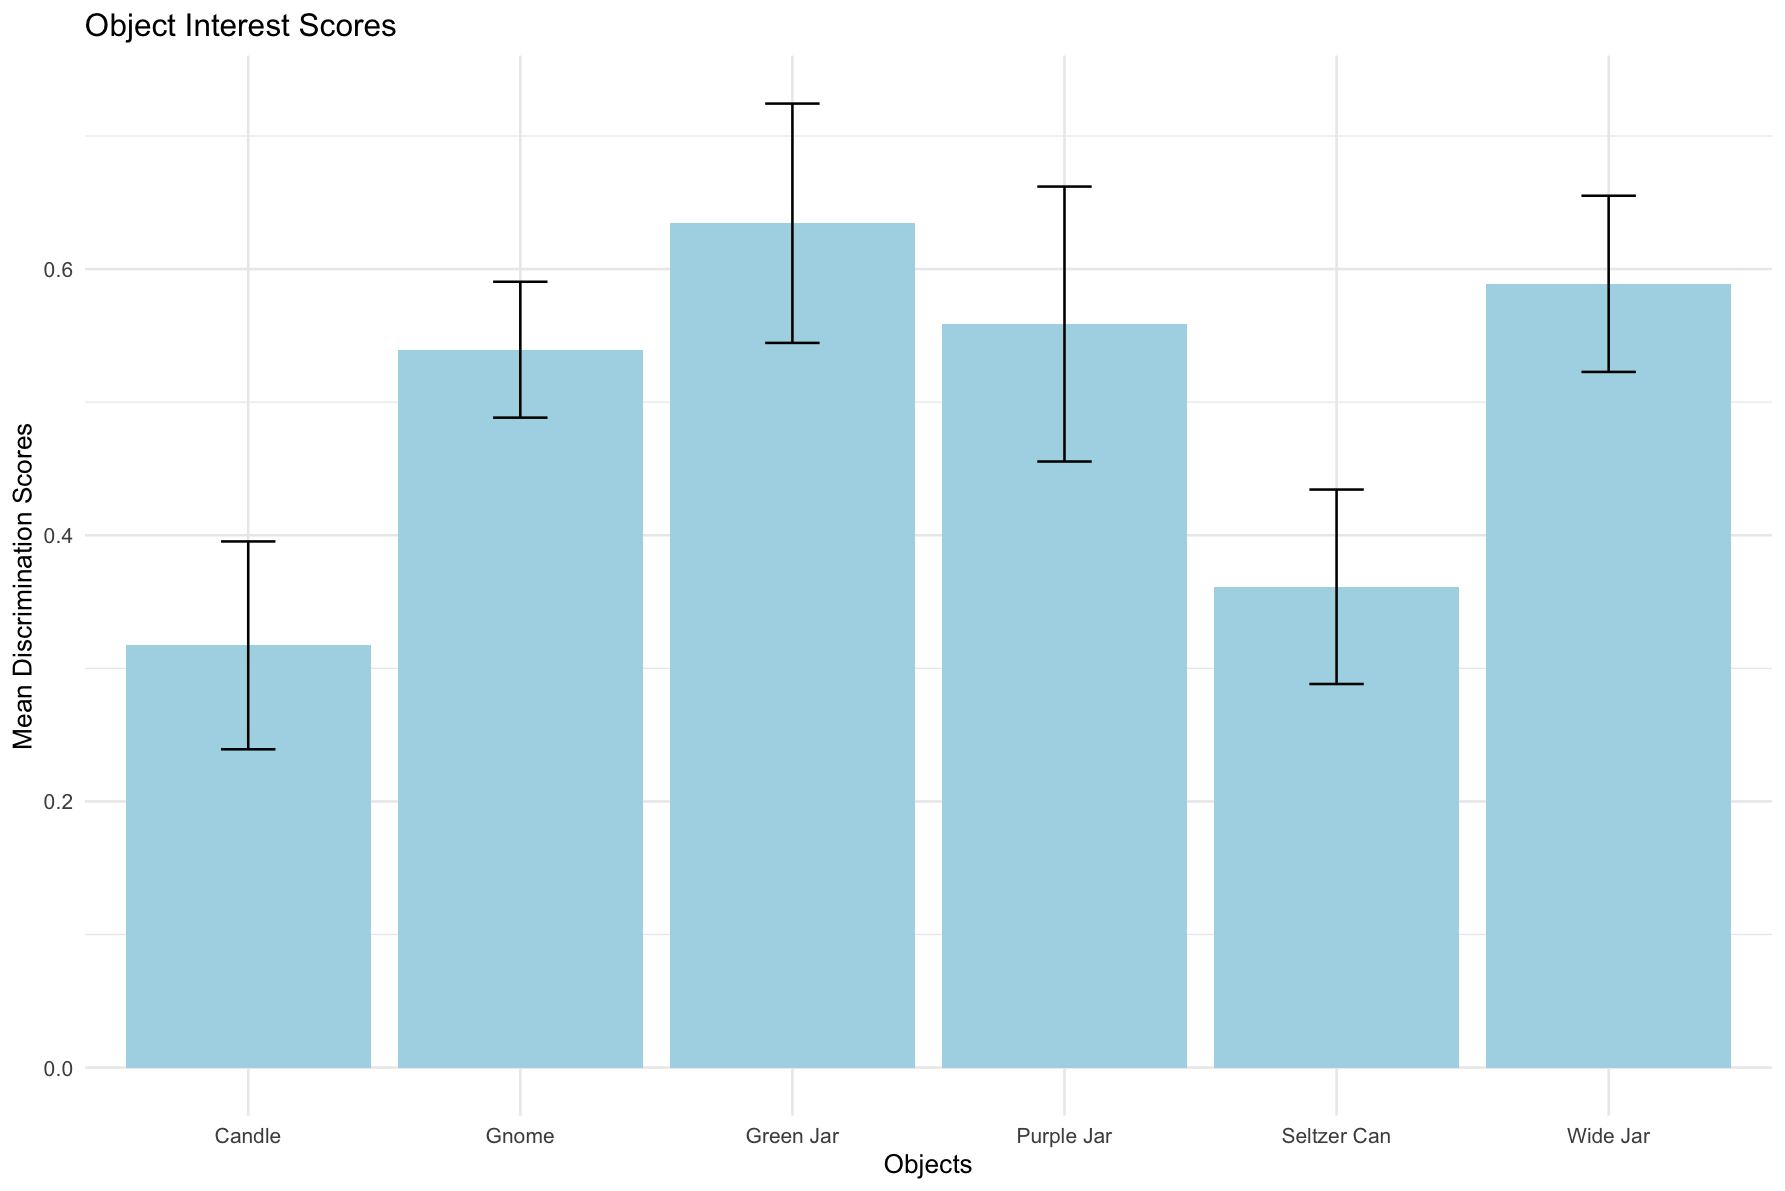 Object Interest Scores
Mean Discrimination Scores
0.6
0.4
0.2
0.0
Candle
Gnome
Green Jar
Purple Jar
Seltzer Can
Wide Jar
Objects